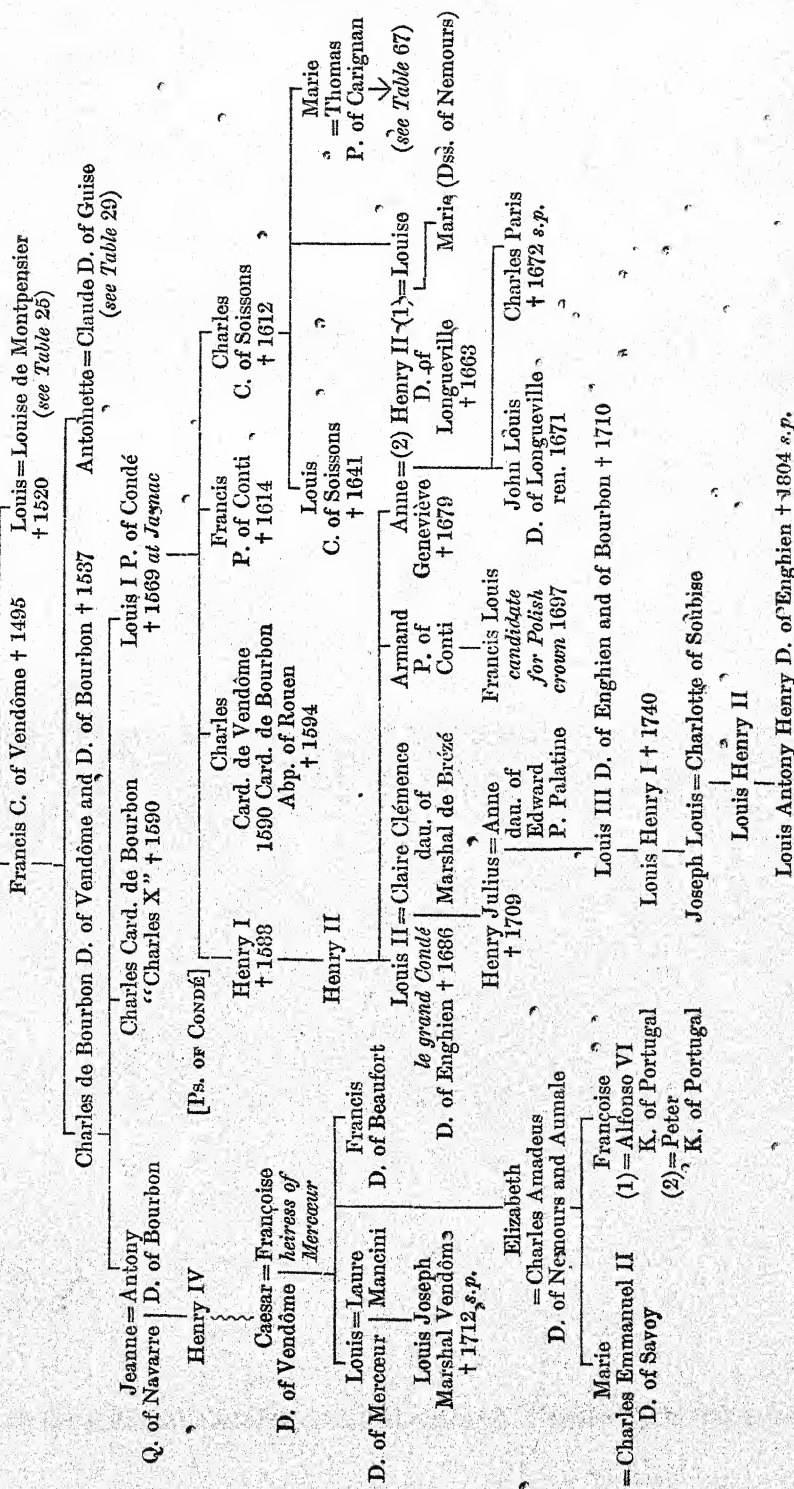 Francis C. of Vendôme † 1495
Louis=Louise de Montpensier
† 1520
(see Table 25)
Charles de Bourbon D. of Vendôme and D. of Bourbon † 1537
Antoinette=Claude D. of Guise
(see Table 29)
Jeanne=Antony
Q. of Navarre
D. of Bourbon
Charles Card. de Bourbon
“Charles X” † 1590
Louis I P. of Condé
† 1569 at Jarnac
Henry IV
[Ps. of Condé]
Henry I
† 1588
Charles
Card. de Vendôme
1590 Card. de Bourbon
Abp. of Rouen
† 1594
Francis
P. of Conti
† 1614
Charles
C. of Soissons
† 1612
Caesar=Françoise
D. of Vendôme
heiress of
Mercœur
Henry II
Louis
C. of Soissons
† 1641
Marie
=Thomas
P. of Carignan
(see Table 67)
Louis=Laure
D. of Mercœur
Mancini
Francis
D. of Beaufort
Louis II=Claire Clémence
le grand Condé
D. of Enghien † 1686
dau. of
Marshal de Brézé
Armand
P. of
Conti
Anne=(2) Henry II (1)=Louise
Geneviève
† 1679
D. of
Longueville
† 1663
Marie (Dss. of Nemours)
Louis Joseph
Marshal Vendôme
† 1712 s.p.
Elizabeth
=Charles Amadeus
D. of Nemours and Aumale
Henry Julius=Anne
† 1709
dau. of
Edward
P. Palatine
Francis Louis
candidate
for Polish
crown 1697
John Louis
D. of Longueville
ren. 1671
Charles Paris
† 1672 s.p.
Marie
=Charles Emmanuel II
D. of Savoy
Françoise
(1)=Alfonso VI
K. of Portugal
(2)=Peter
K. of Portugal
Louis III D. of Enghien and of Bourbon † 1710
Louis Henry I † 1740
Joseph Louis=Charlotte of Soubise
Louis Henry II
Louis Antony Henry D. of Enghien † 1804 s.p.